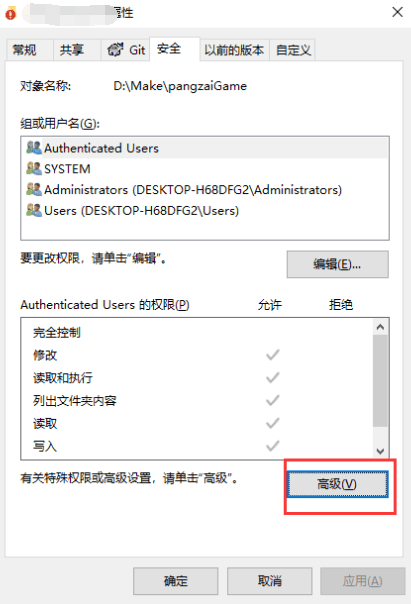 属性
常规 共享 Git 安全 以前的版本 自定义
对象名称: D:\Make\pangzaiGame
组或用户名(G):
Authenticated Users
SYSTEM
Administrators (DESKTOP-H68DFG2\Administrators)
Users (DESKTOP-H68DFG2\Users)
要更改权限，请单击“编辑”。 编辑(E)...
Authenticated Users 的权限(P) 允许 拒绝
完全控制
修改
读取和执行
列出文件夹内容
读取
写入
有关特殊权限或高级设置，请单击“高级”。 高级(V)
确定 取消 应用(A)